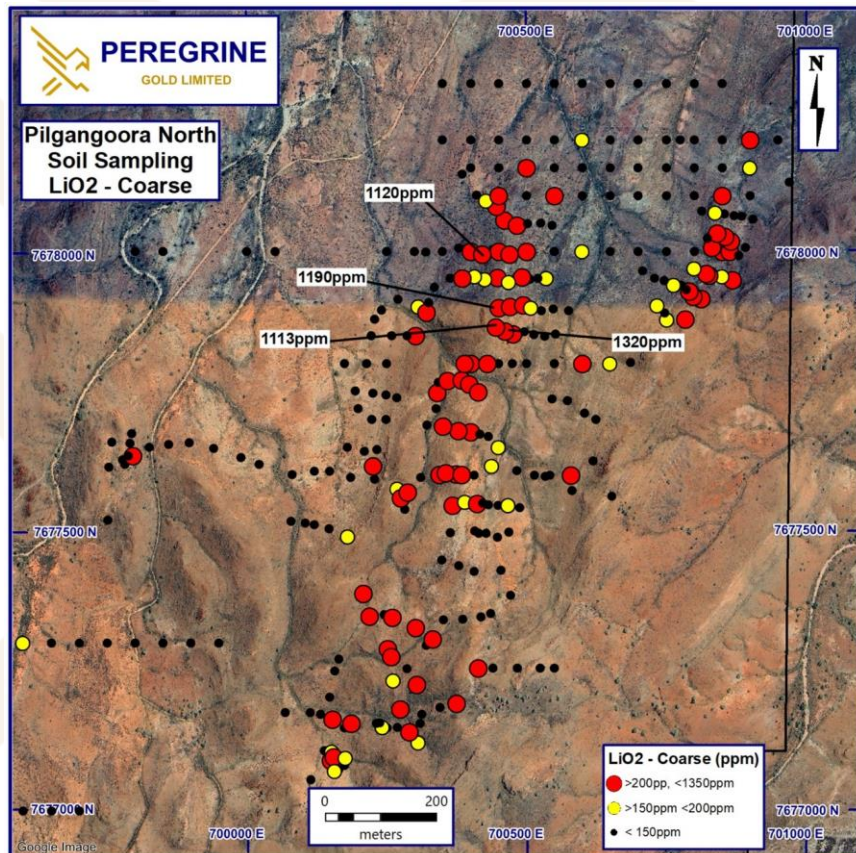 PEREGRINE
GOLD LIMITED
700500 E
701000 E
N
Pilgangoora North
Soil Sampling
LiO2 - Coarse
1120ppm
7678000 N
7678000 N
1190ppm
1113ppm
1320ppm
7677500 N
7677500 N
LiO2 - Coarse (ppm)
>200pp, <1350ppm
>150ppm <200ppm
< 150ppm
0
200
meters
7677000 N
7677000 N
700000 E
700500 E
701000 E
Google Image